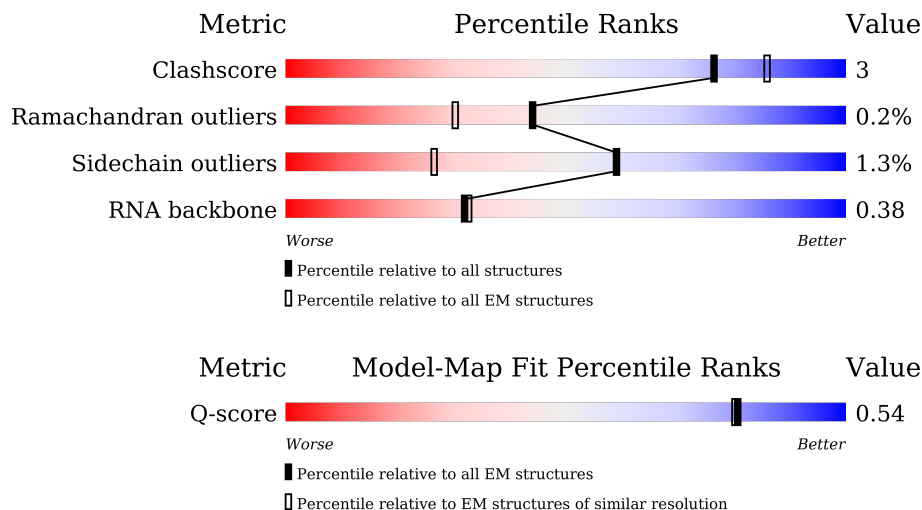 Metric Percentile Ranks Value
Clashscore 3
Ramachandran outliers 0.2%
Sidechain outliers 1.3%
RNA backbone 0.38
Worse Better
Percentile relative to all structures
Percentile relative to all EM structures
Metric Model-Map Fit Percentile Ranks Value
Q-score 0.54
Worse Better
Percentile relative to all EM structures
Percentile relative to EM structures of similar resolution